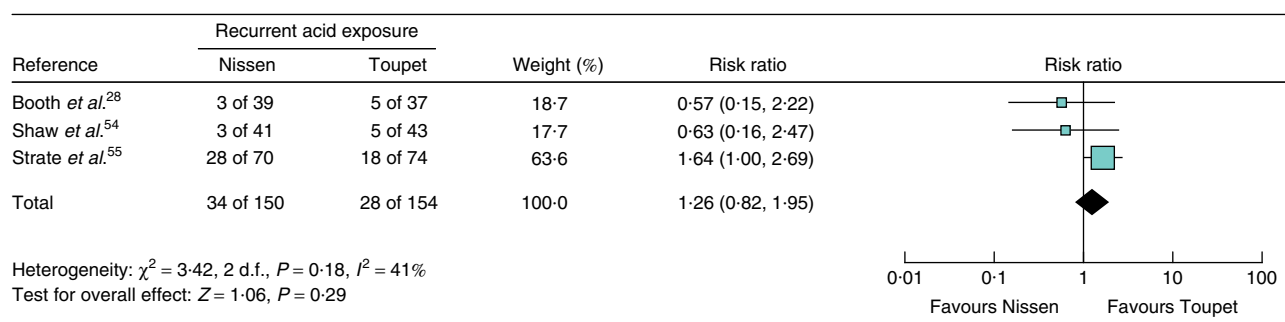 Recurrent acid exposure
Reference Nissen Toupet Weight (%) Risk ratio Risk ratio
Booth et al.28 3 of 39 5 of 37 18·7 0·57 (0·15, 2·22)
Shaw et al.54 3 of 41 5 of 43 17·7 0·63 (0·16, 2·47)
Strate et al.55 28 of 70 18 of 74 63·6 1·64 (1·00, 2·69)
Total 34 of 150 28 of 154 100·0 1·26 (0·82, 1·95)
Heterogeneity: χ2 = 3·42, 2 d.f., P = 0·18, I2 = 41%
Test for overall effect: Z = 1·06, P = 0·29
0·01 0·1 1 10 100
Favours Nissen Favours Toupet